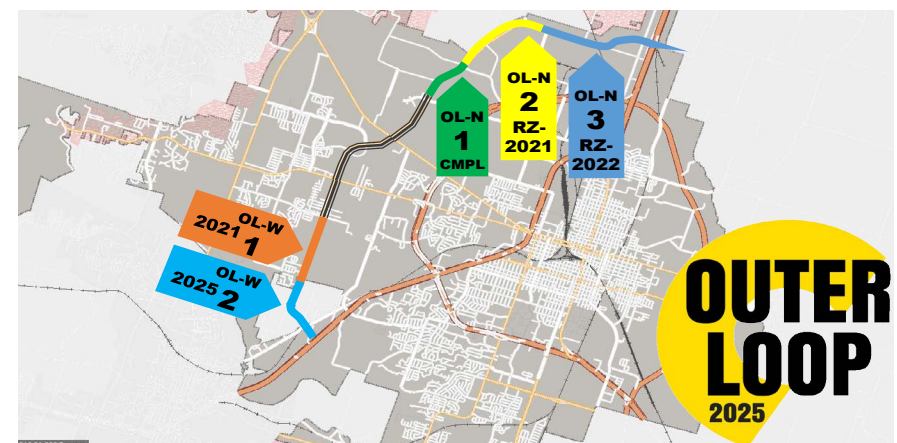 OL-N
1
CMPL
OL-N
2
RZ-
2021
OL-N
3
RZ-
2022
OL-W
2021 1
OL-W
2025 2
OUTER
LOOP
2025